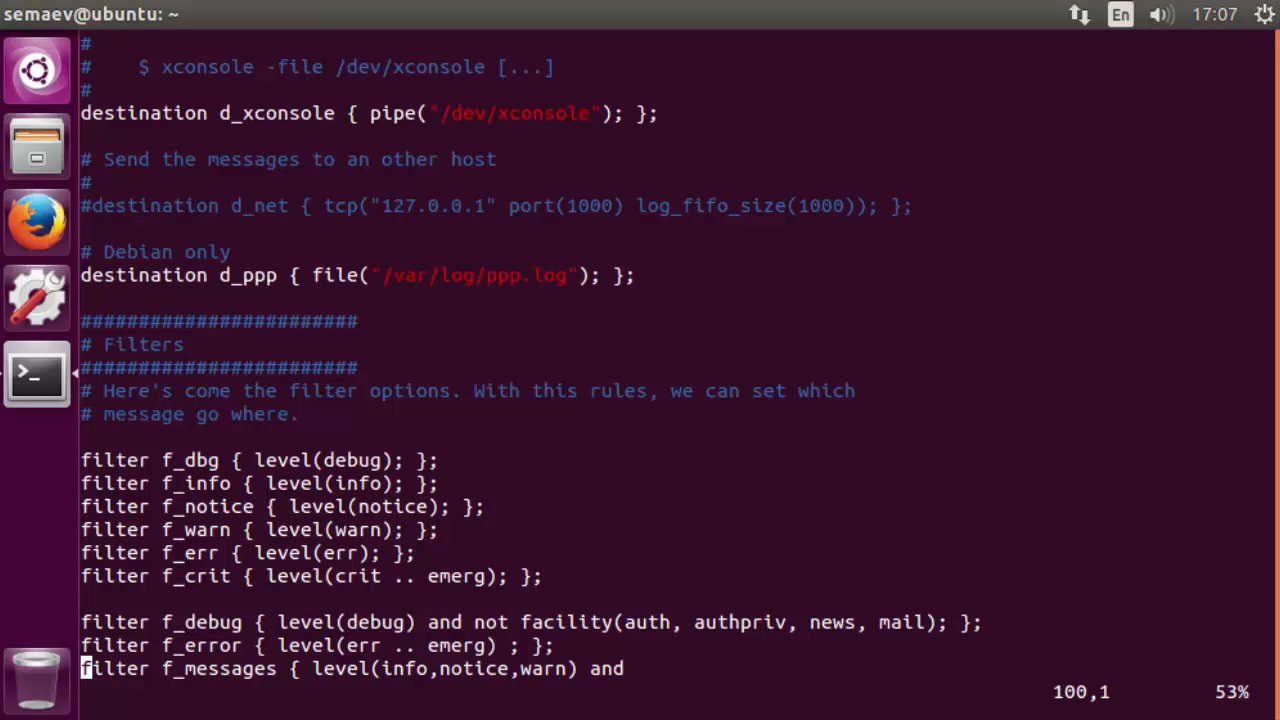 semaev@ubuntu: ~
En
17:07
#
#    $ xconsole -file /dev/xconsole [...]
#
destination d_xconsole { pipe("/dev/xconsole"); };
# Send the messages to an other host
#
#destination d_net { tcp("127.0.0.1" port(1000) log_fifo_size(1000)); };
# Debian only
destination d_ppp { file("/var/log/ppp.log"); };
########################
# Filters
########################
# Here's come the filter options. With this rules, we can set which
# message go where.
filter f_dbg { level(debug); };
filter f_info { level(info); };
filter f_notice { level(notice); };
filter f_warn { level(warn); };
filter f_err { level(err); };
filter f_crit { level(crit .. emerg); };
filter f_debug { level(debug) and not facility(auth, authpriv, news, mail); };
filter f_error { level(err .. emerg) ; };
filter f_messages { level(info,notice,warn) and
100,1
53%